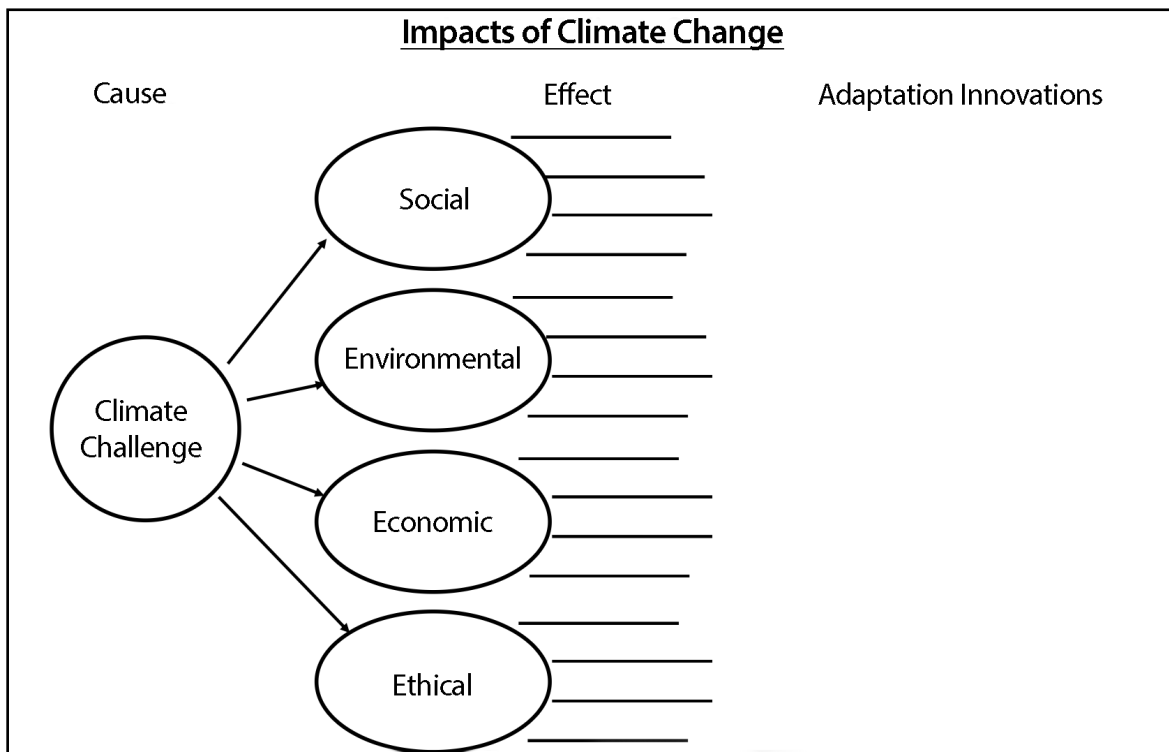 Impacts of Climate Change
Cause
Effect
Adaptation Innovations
Social
Environmental
Climate
Challenge
Economic
Ethical